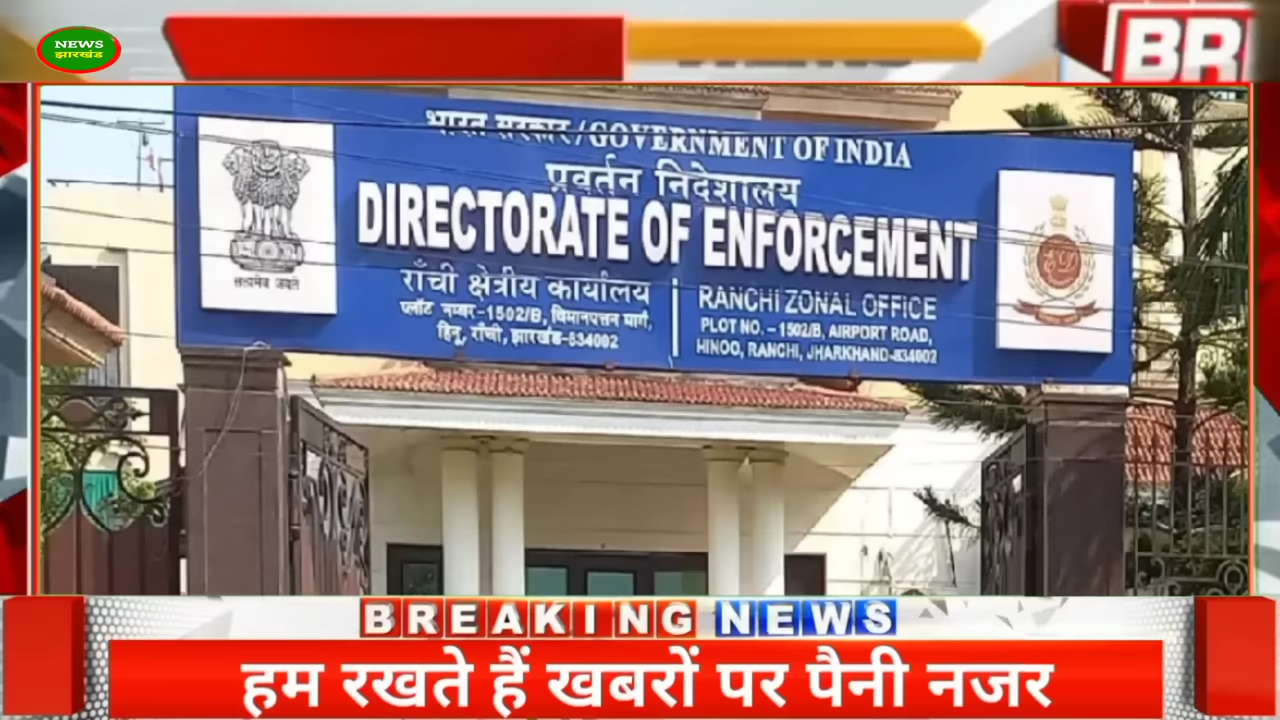 NEWS
झारखंड
BR
भारत सरकार/GOVERNMENT OF INDIA
प्रवर्तन निदेशालय
DIRECTORATE OF ENFORCEMENT
राँची क्षेत्रीय कार्यालय
प्लॉट नम्बर-1502/B, विमानपत्तन मार्ग,
हिनू, राँची, झारखंड-834002
RANCHI ZONAL OFFICE
PLOT NO. - 1502/B, AIRPORT ROAD,
HINOO, RANCHI, JHARKHAND-834002
सत्यमेव जयते
ED
BREAKING NEWS
हम रखते हैं खबरों पर पैनी नजर